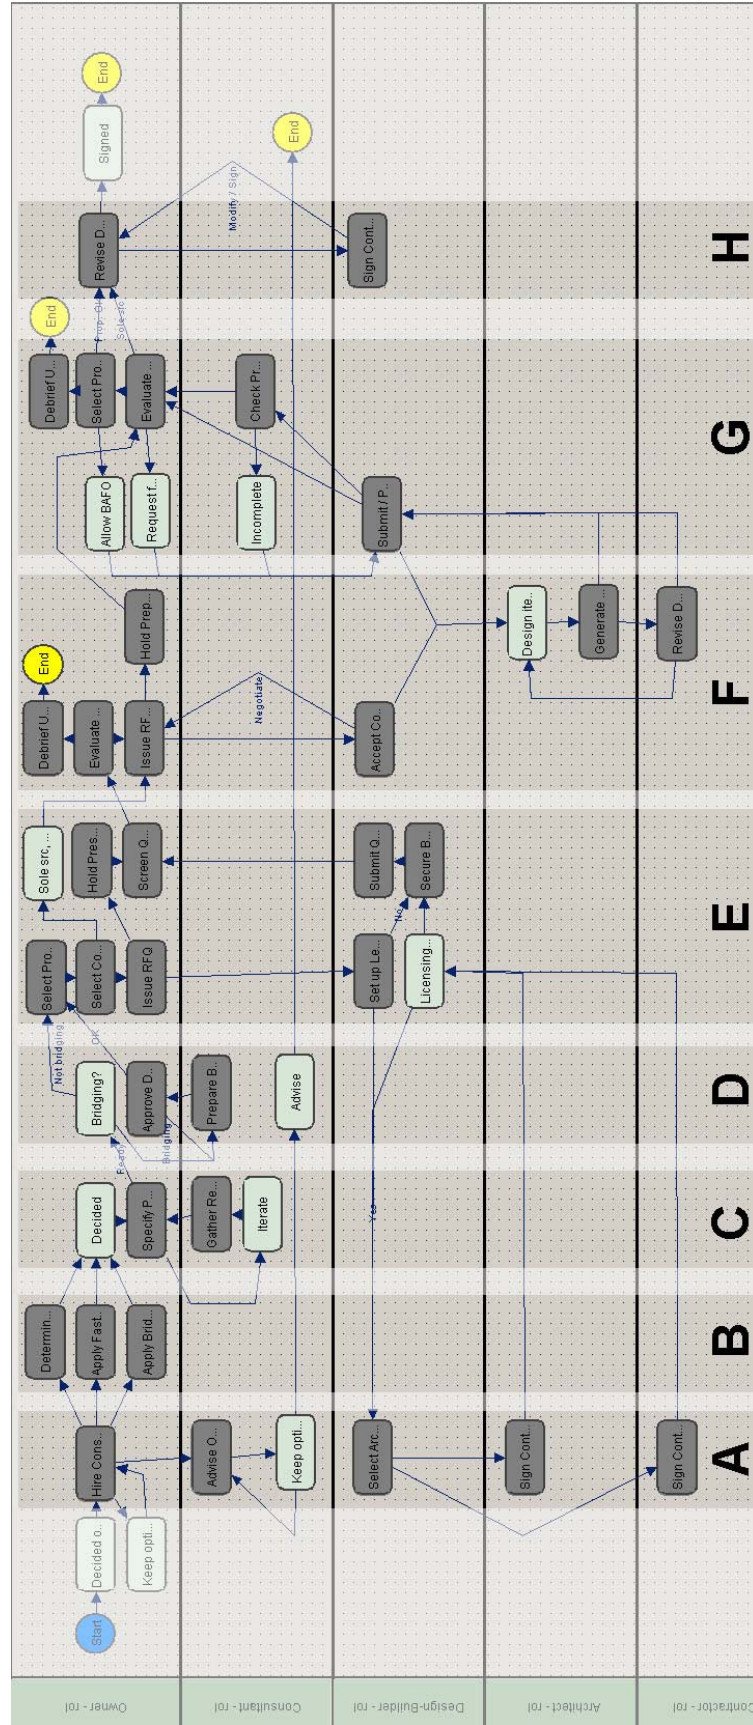 Owner - rol
Consultant - rol
Design-Builder - rol
Architect - rol
Contractor - rol
Start
Decided o..
Keep opti...
Hire Cons...
Advise O...
Keep opti...
Select Arc...
Sign Cont...
Sign Cont...
A
Determin...
Apply Fast..
Apply Brid...
B
Decided
Specify P...
Gather Re...
Iterate
Yes
C
Ready
Bridging?
Bridging
Approve D...
Prepare B...
Advise
D
Not bridging
OK
Select Pro..
Select Co...
Issue RFQ
Set up Le...
Licensing...
No
Sole src, ...
Hold Pres...
Screen Q...
Submit Q...
Secure B...
E
Debrief U...
Evaluate ...
Issue RF...
Accept Co...
Negotiate
End
Hold Prep...
Design ite...
Generate ...
Revise D...
F
Allow BAFO
Request f...
Incomplete
Submit / P...
Debrief U...
Select Pro..
Evaluate ...
Check Pr...
G
End
Sole src
Revise D...
Sign Cont...
Modify / Sign
H
Signed
End
End